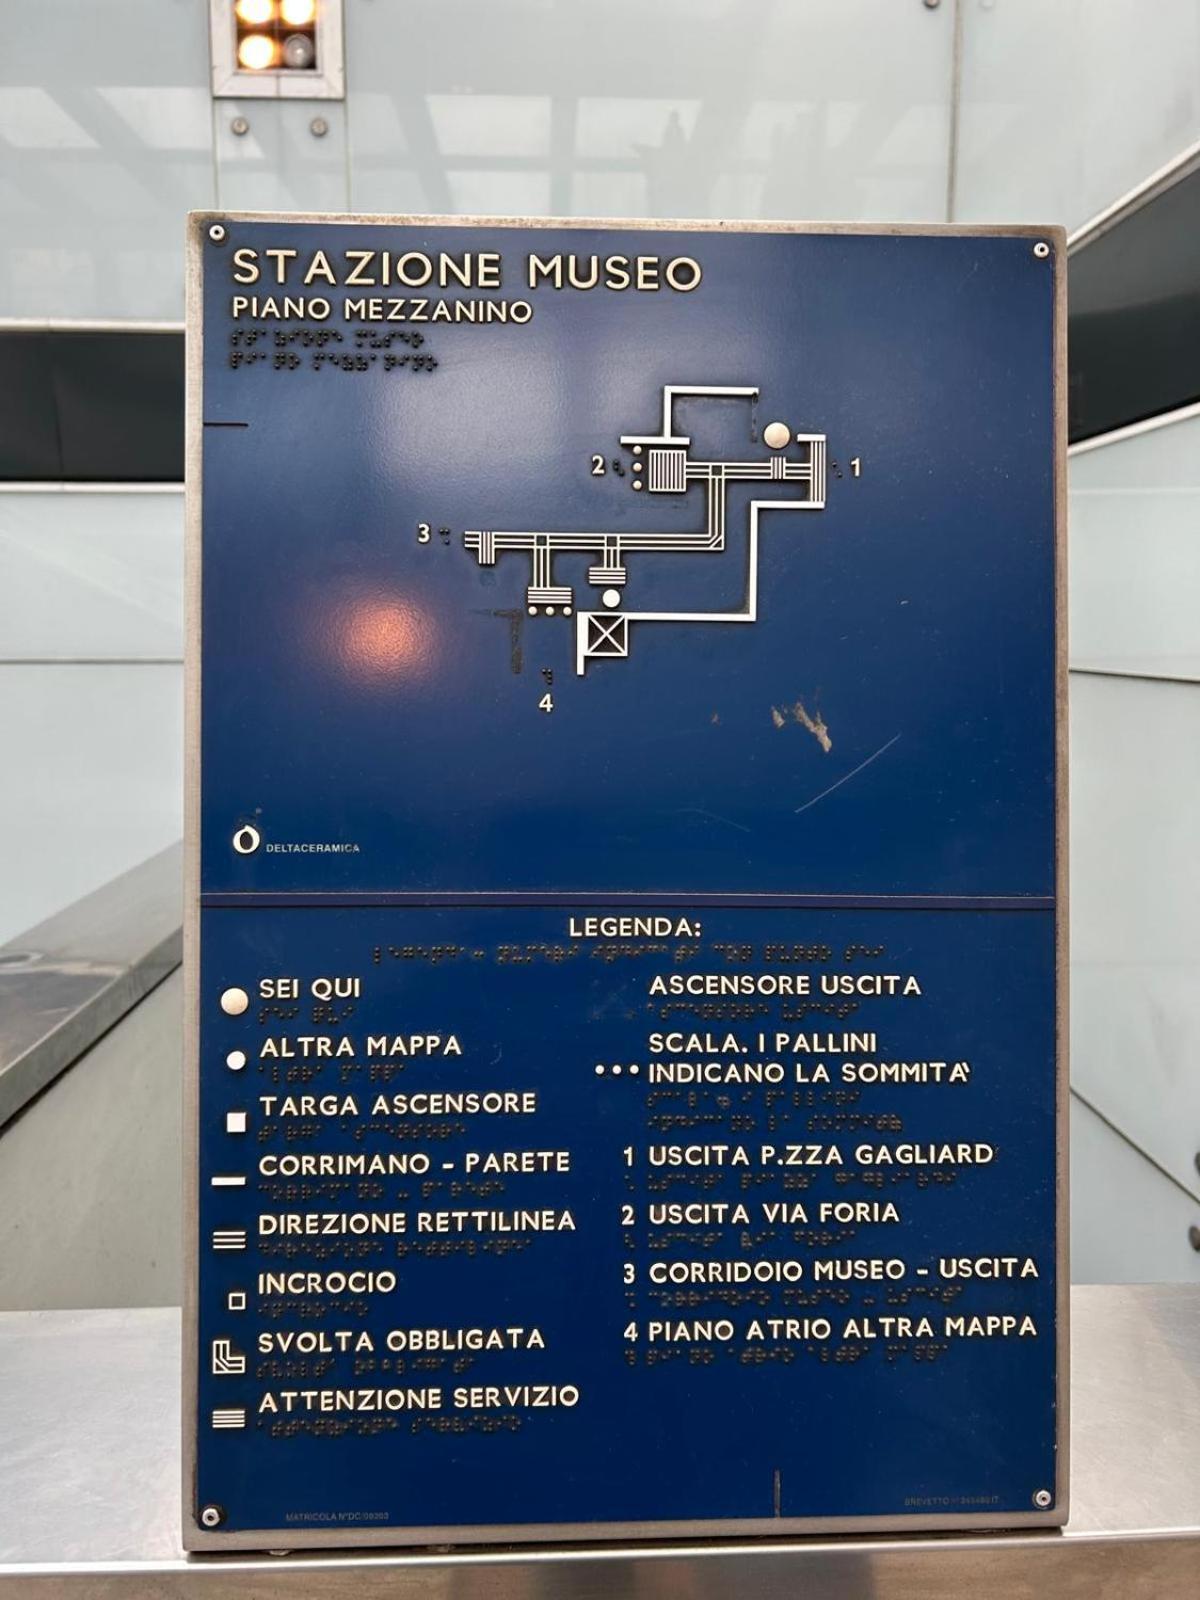 STAZIONE MUSEO
PIANO MEZZANINO
2
1
3
4
DELTACERAMICA
LEGENDA:
SEI QUI
ALTRA MAPPA
TARGA ASCENSORE
CORRIMANO – PARETE
DIREZIONE RETTILINEA
INCROCIO
SVOLTA OBBLIGATA
ATTENZIONE SERVIZIO
ASCENSORE USCITA
SCALA. I PALLINI
INDICANO LA SOMMITA'
1 USCITA P.ZZA GAGLIARD
2 USCITA VIA FORIA
3 CORRIDOIO MUSEO – USCITA
4 PIANO ATRIO ALTRA MAPPA
MATRICOLA N°
BREVETTO